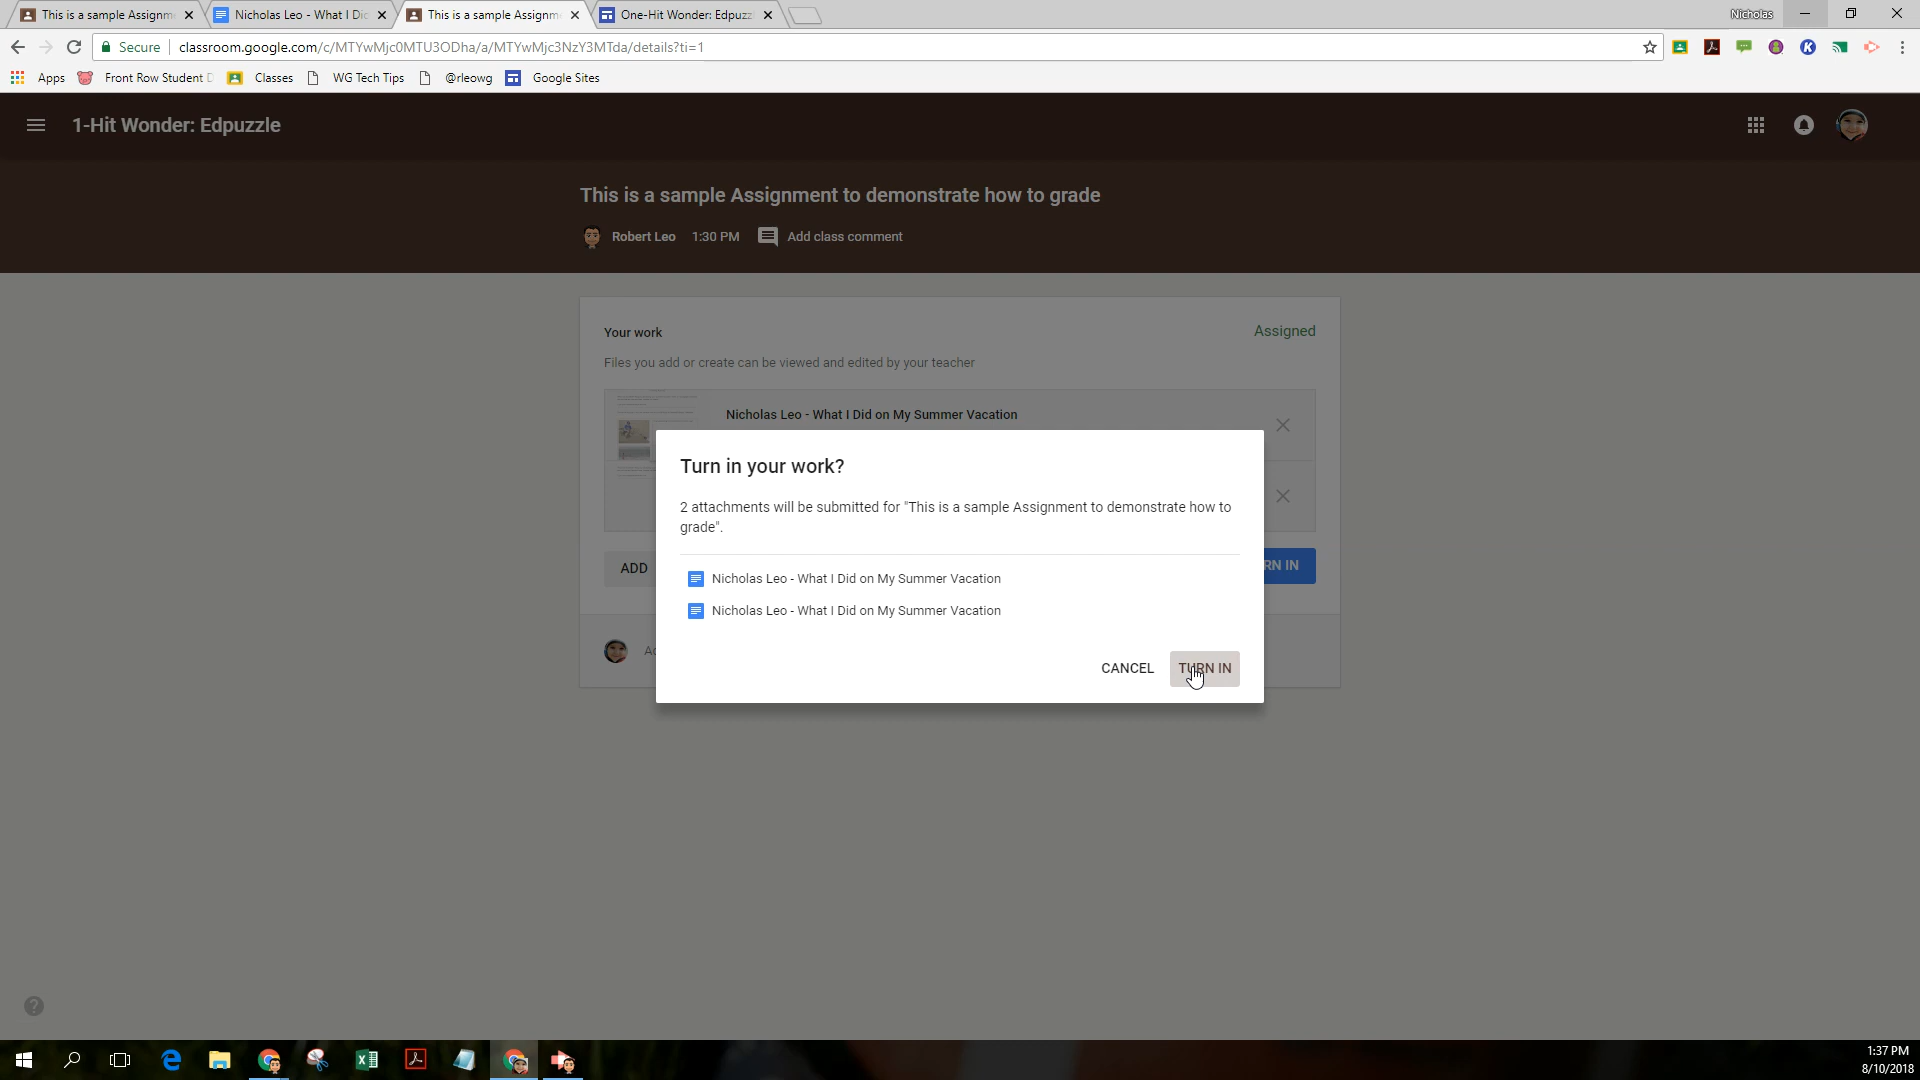 This is a sample Assignm
Nicholas Leo - What I Di
This is a sample Assignm
One-Hit Wonder: Edpuzz
Nicholas
Secure
classroom.google.com/c/MTYwMjc0MTU3ODha/a/MTYwMjc3NzY3MTda/details?ti=1
Apps
Front Row Student D
Classes
WG Tech Tips
@rleowg
Google Sites
1-Hit Wonder: Edpuzzle
This is a sample Assignment to demonstrate how to grade
Robert Leo 1:30 PM Add class comment
Your work
Assigned
Files you add or create can be viewed and edited by your teacher
Nicholas Leo - What I Did on My Summer Vacation
Turn in your work?
2 attachments will be submitted for "This is a sample Assignment to demonstrate how to
grade".
Nicholas Leo - What I Did on My Summer Vacation
Nicholas Leo - What I Did on My Summer Vacation
ADD
RN IN
CANCEL
TURN IN
1:37 PM
8/10/2018